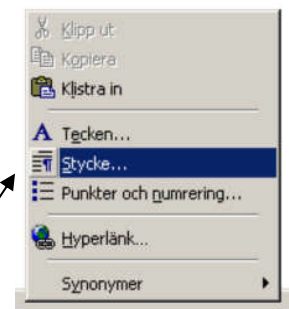 Klipp ut
Kopiera
Klistra in
Tecken...
Stycke...
Punkter och numrering...
Hyperlänk...
Synonymer